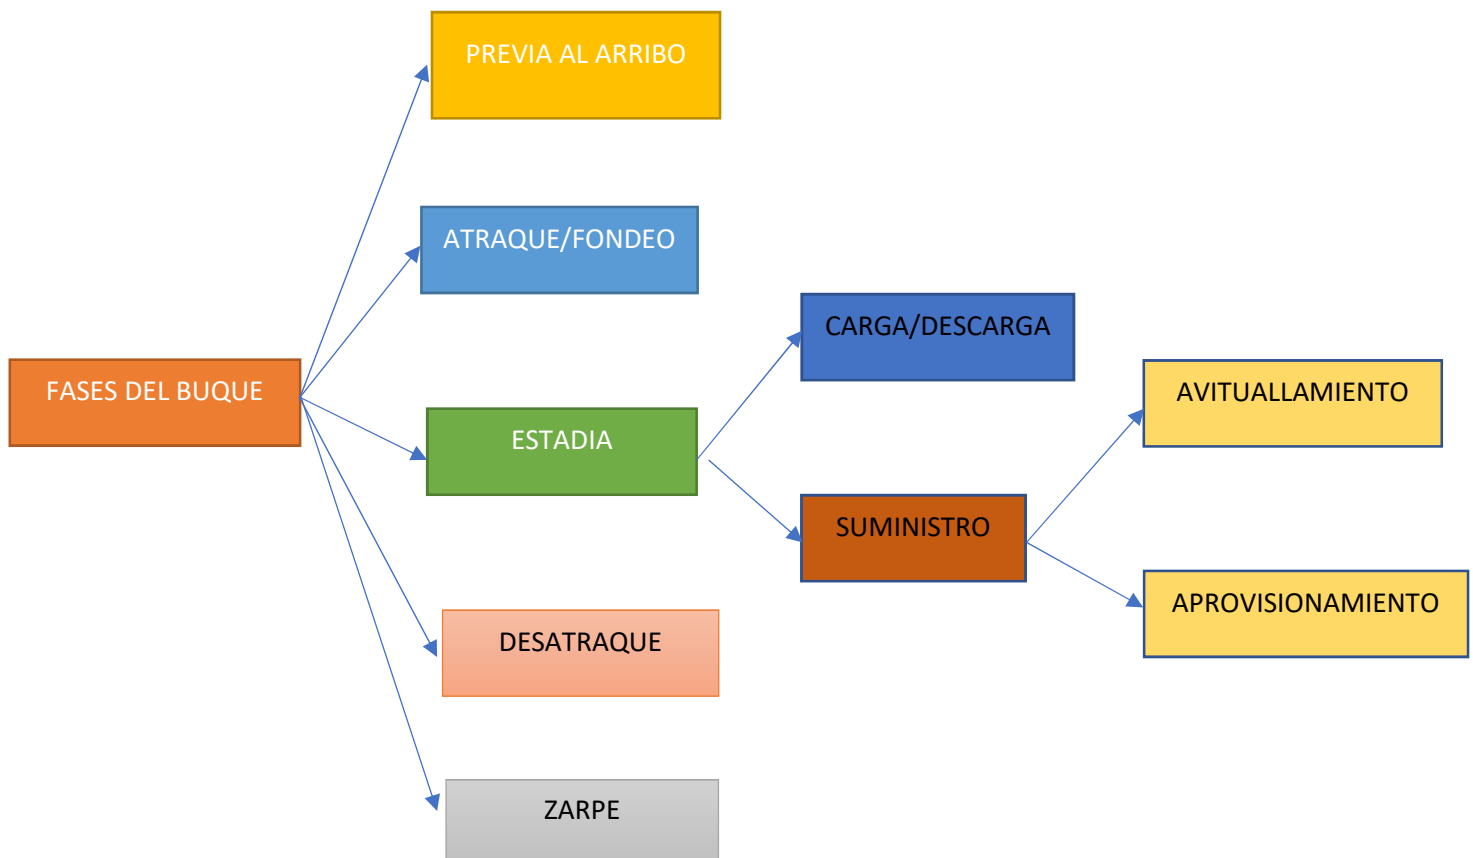 PREVIA AL ARRIBO
ATRAQUE/FONDEO
CARGA/DESCARGA
FASES DEL BUQUE
AVITUALLAMIENTO
ESTADIA
SUMINISTRO
APROVISIONAMIENTO
DESATRAQUE
ZARPE